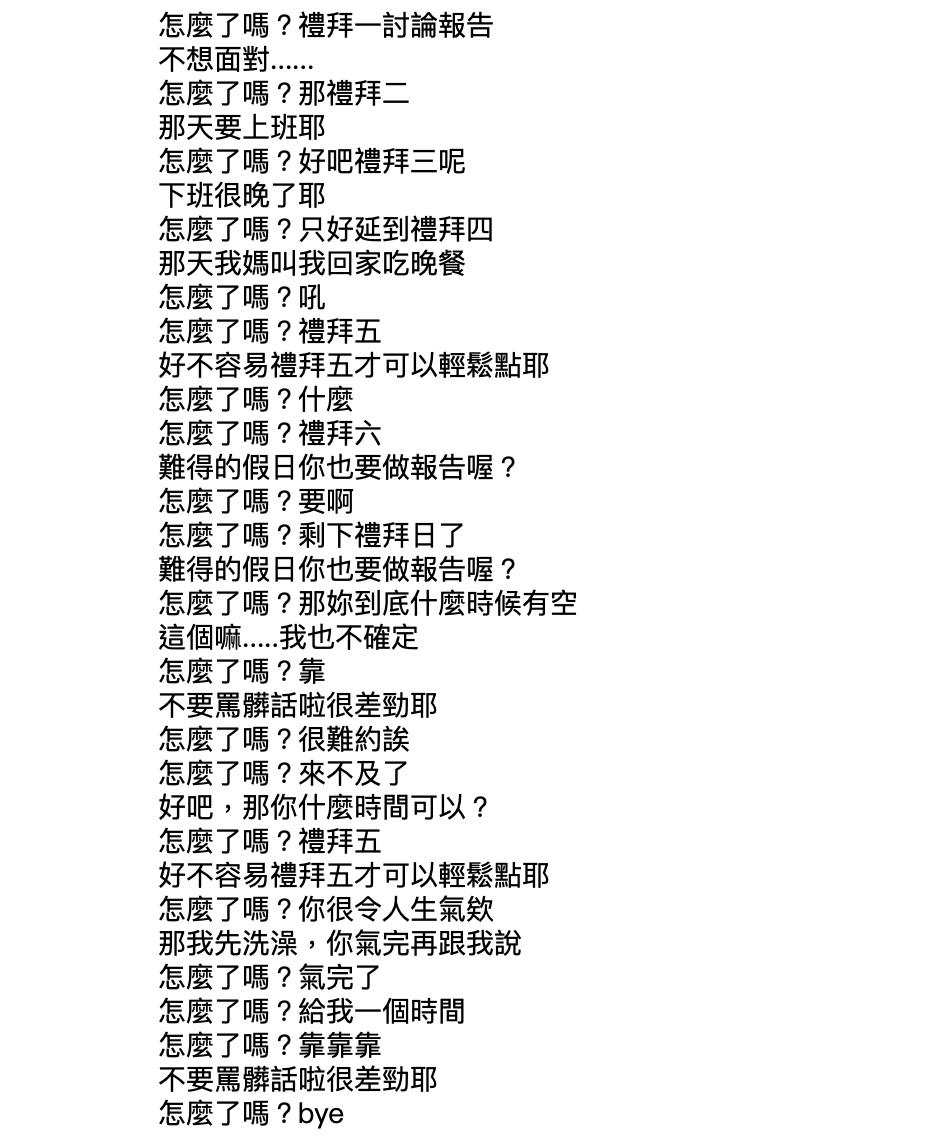 怎麼了嗎？禮拜一討論報告
不想面對......
怎麼了嗎？那禮拜二
那天要上班耶
怎麼了嗎？好吧禮拜三呢
下班很晚了耶
怎麼了嗎？只好延到禮拜四
那天我媽叫我回家吃晚餐
怎麼了嗎？吼
怎麼了嗎？禮拜五
好不容易禮拜五才可以輕鬆點耶
怎麼了嗎？什麼
怎麼了嗎？禮拜六
難得的假日你也要做報告喔？
怎麼了嗎？要啊
怎麼了嗎？剩下禮拜日了
難得的假日你也要做報告喔？
怎麼了嗎？那妳到底什麼時候有空
這個嘛.....我也不確定
怎麼了嗎？靠
不要罵髒話啦很差勁耶
怎麼了嗎？很難約誒
怎麼了嗎？來不及了
好吧，那你什麼時間可以？
怎麼了嗎？禮拜五
好不容易禮拜五才可以輕鬆點耶
怎麼了嗎？你很令人生氣欸
那我先洗澡，你氣完再跟我說
怎麼了嗎？氣完了
怎麼了嗎？給我一個時間
怎麼了嗎？靠靠靠
不要罵髒話啦很差勁耶
怎麼了嗎？bye